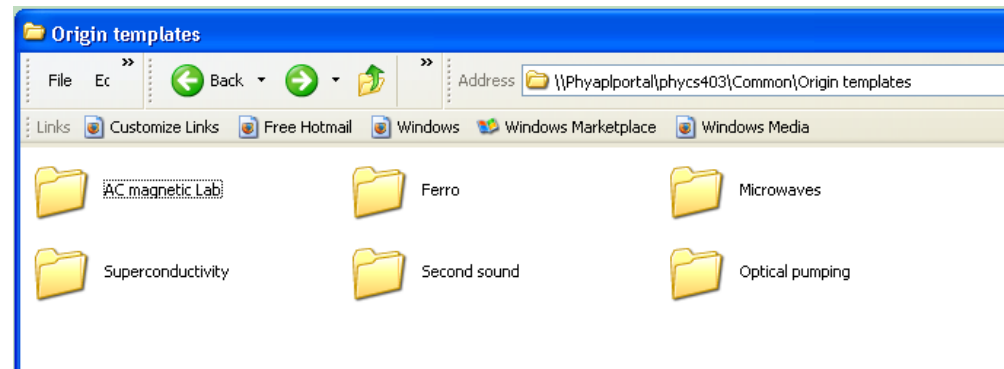 Origin templates
File Ec » Back » Address \\Phyaplportal\phycs403\Common\Origin templates
Links Customize Links Free Hotmail Windows Windows Marketplace Windows Media
AC magnetic Lab Ferro Microwaves
Superconductivity Second sound Optical pumping